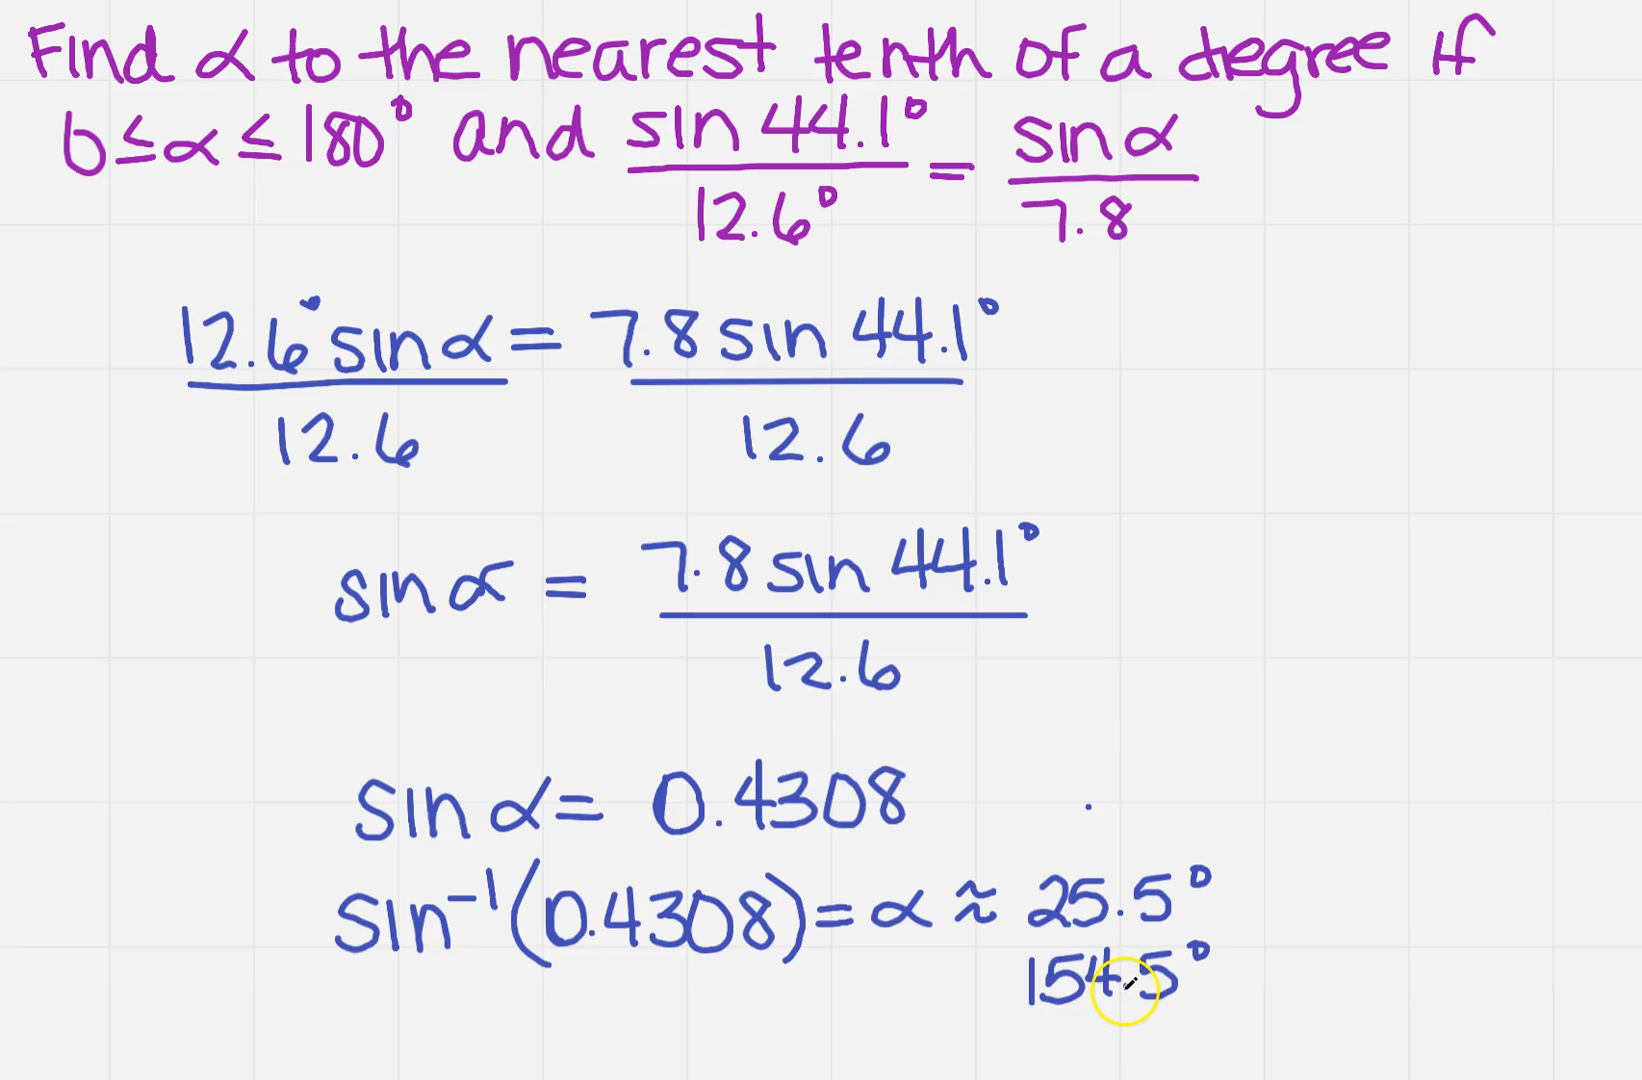 Find α to the nearest tenth of a degree if
0 ≤ α ≤ 180° and sin 44.1° / 12.6° = sin α / 7.8
12.6° sin α / 12.6 = 7.8 sin 44.1° / 12.6
sin α = 7.8 sin 44.1° / 12.6
sin α = 0.4308
sin⁻¹(0.4308) = α ≈ 25.5°
154.5°